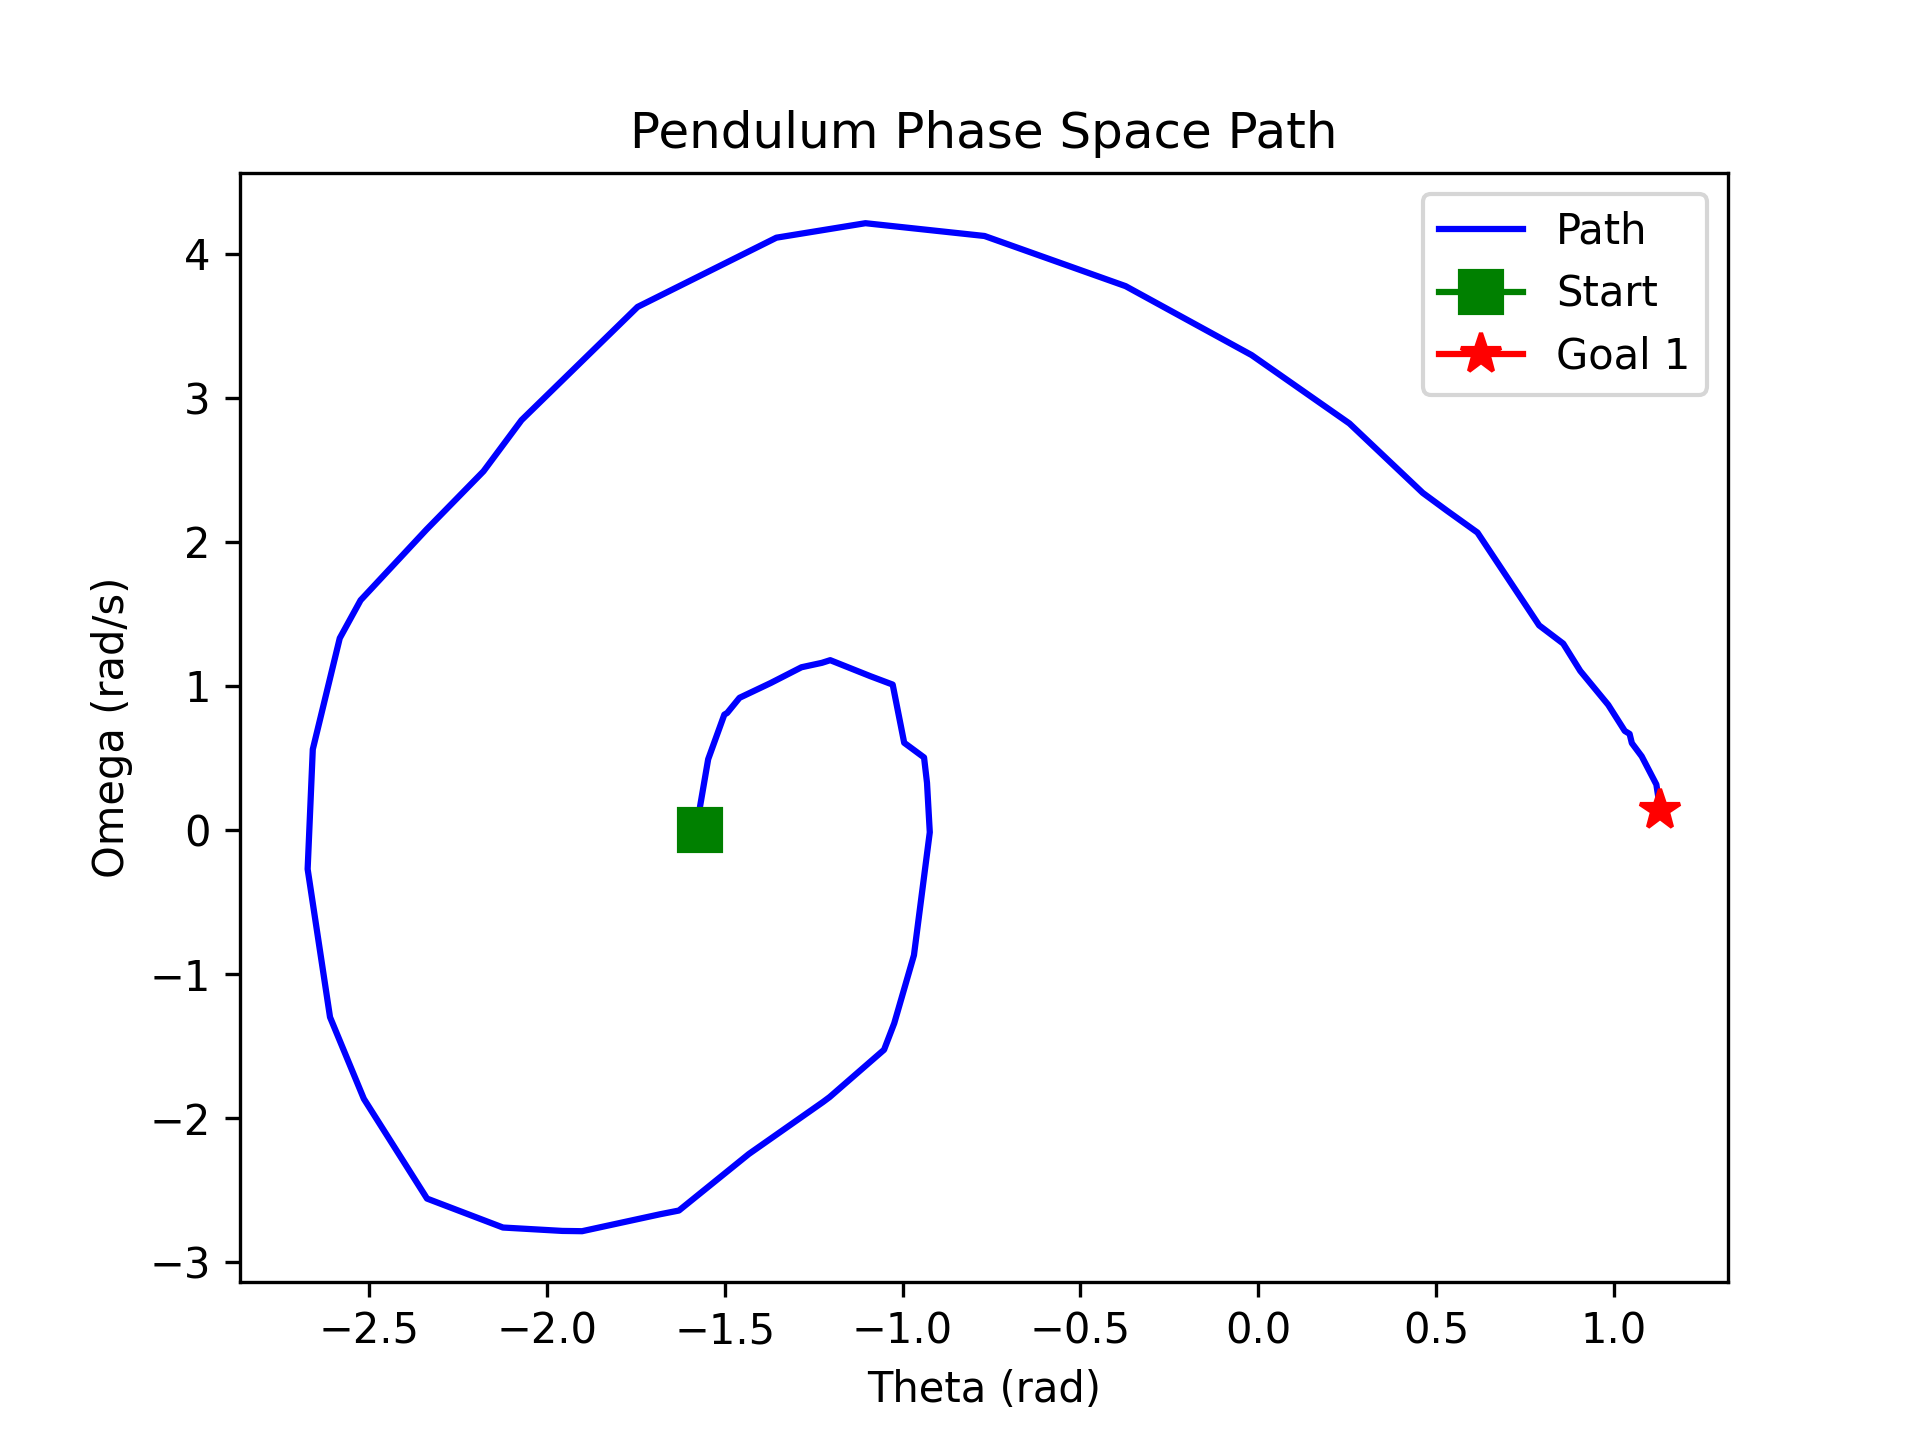 Pendulum Phase Space Path
Path
Start
Goal 1
4
3
2
1
0
−1
−2
−3
Omega (rad/s)
−2.5 −2.0 −1.5 −1.0 −0.5 0.0 0.5 1.0
Theta (rad)